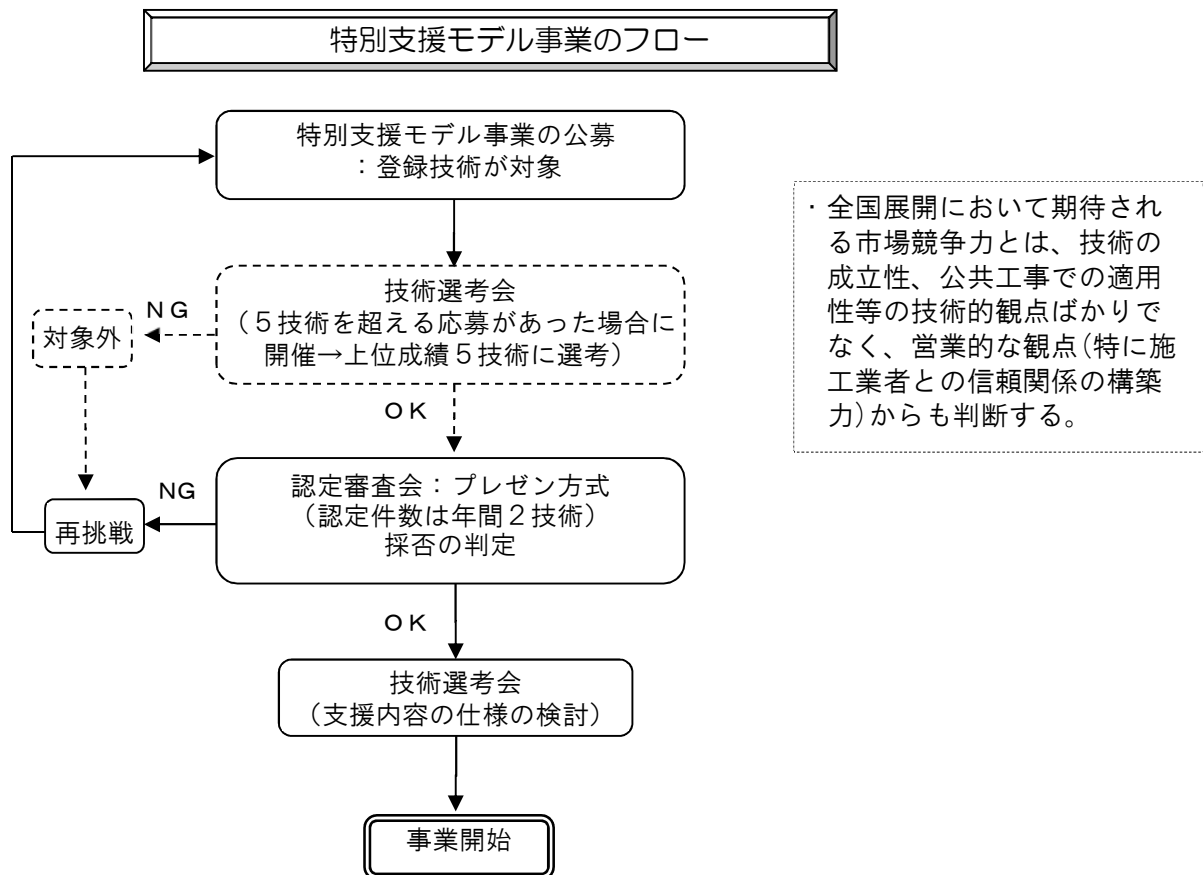 特別支援モデル事業のフロー
特別支援モデル事業の公募
：登録技術が対象
・全国展開において期待され
る市場競争力とは、技術の
成立性、公共工事での適用
性等の技術的観点ばかりで
なく、営業的な観点(特に施
工業者との信頼関係の構築
力)からも判断する。
技術選考会
（５技術を超える応募があった場合に
開催→上位成績５技術に選考）
ＮＧ
対象外
ＯＫ
認定審査会：プレゼン方式
（認定件数は年間２技術）
採否の判定
NG
再挑戦
ＯＫ
技術選考会
（支援内容の仕様の検討）
事業開始